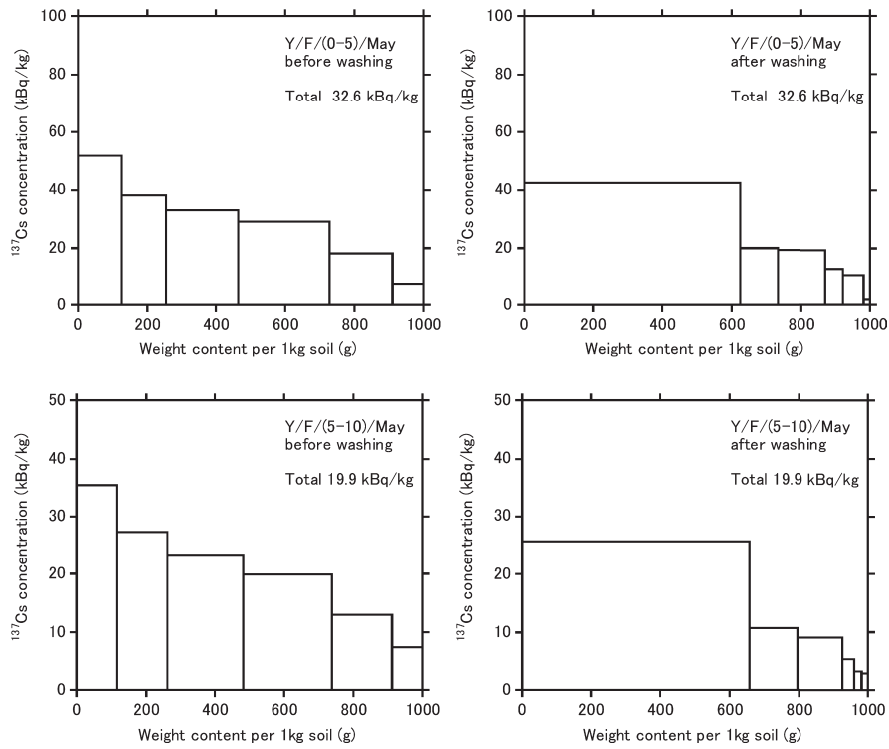 100
80
60
40
20
0
¹³⁷Cs concentration (kBq/kg)
Y/F/(0-5)/May
before washing
Total 32.6 kBq/kg
0 200 400 600 800 1000
Weight content per 1kg soil (g)
100
80
60
40
20
0
¹³⁷Cs concentration (kBq/kg)
Y/F/(0-5)/May
after washing
Total 32.6 kBq/kg
0 200 400 600 800 1000
Weight content per 1kg soil (g)
50
40
30
20
10
0
¹³⁷Cs concentration (kBq/kg)
Y/F/(5-10)/May
before washing
Total 19.9 kBq/kg
0 200 400 600 800 1000
Weight content per 1kg soil (g)
50
40
30
20
10
0
¹³⁷Cs concentration (kBq/kg)
Y/F/(5-10)/May
after washing
Total 19.9 kBq/kg
0 200 400 600 800 1000
Weight content per 1kg soil (g)